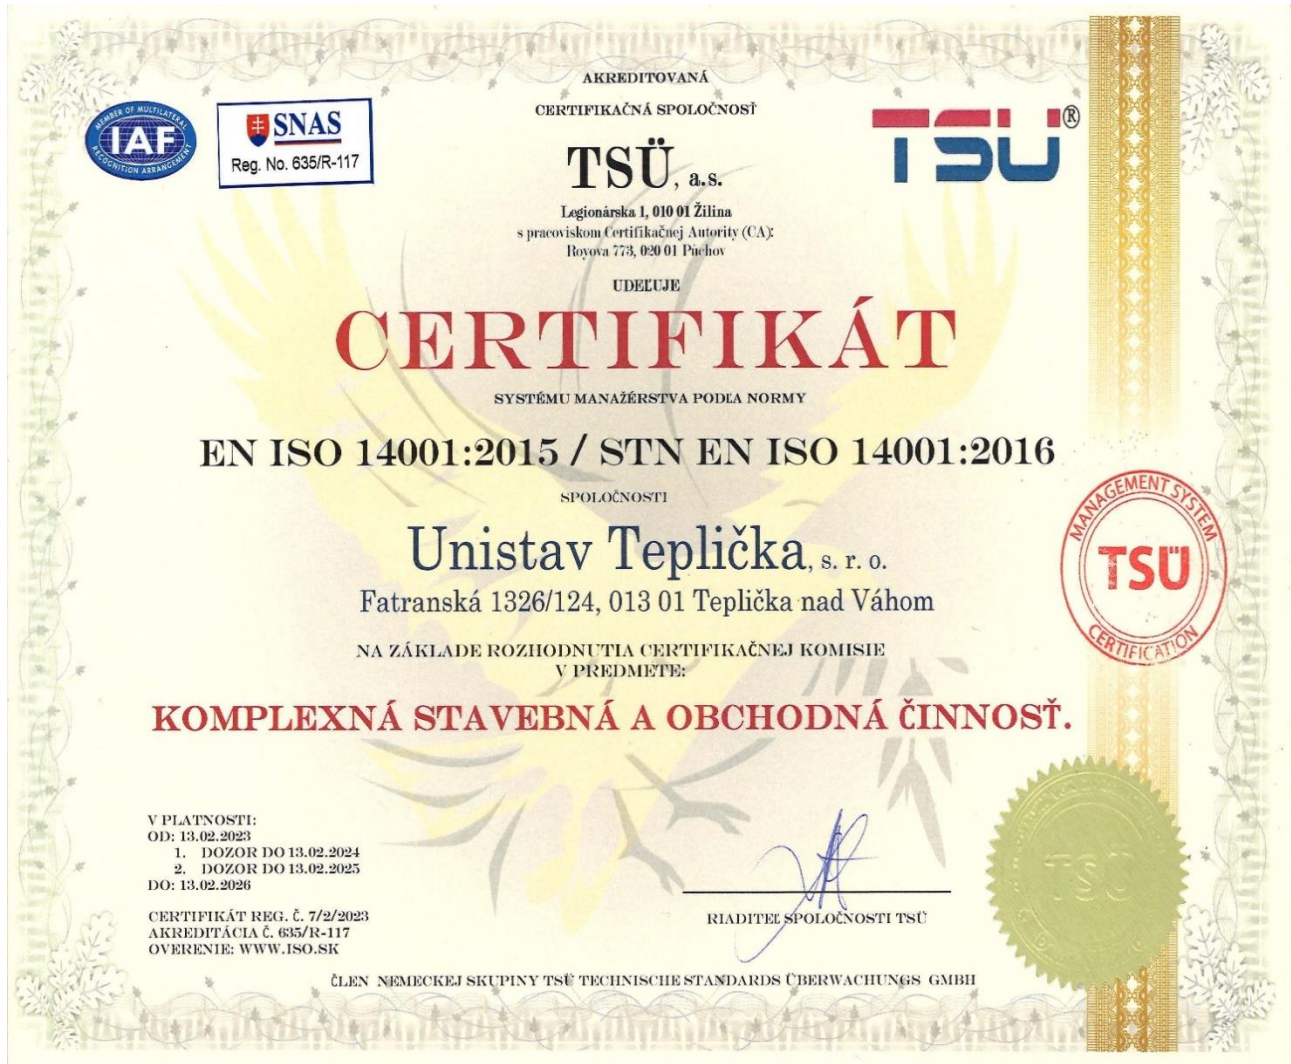 AKREDITOVANÁ
CERTIFIKAČNÁ SPOLOČNOSŤ
MEMBER OF MULTILATERAL
IAF
RECOGNITION ARRANGEMENT
SNAS
Reg. No. 635/R-117
TSÜ®
TSÜ, a.s.
Legionárska 1, 010 01 Žilina
s pracoviskom Certifikačnej Autority (CA):
Royova 773, 020 01 Púchov
UDEĽUJE
CERTIFIKÁT
SYSTÉMU MANAŽÉRSTVA PODĽA NORMY
EN ISO 14001:2015 / STN EN ISO 14001:2016
SPOLOČNOSTI
Unistav Teplička, s. r. o.
Fatranská 1326/124, 013 01 Teplička nad Váhom
MANAGEMENT SYSTEM
TSÜ
CERTIFICATION
NA ZÁKLADE ROZHODNUTIA CERTIFIKAČNEJ KOMISIE
V PREDMETE:
KOMPLEXNÁ STAVEBNÁ A OBCHODNÁ ČINNOSŤ.
V PLATNOSTI:
OD: 13.02.2023
1. DOZOR DO 13.02.2024
2. DOZOR DO 13.02.2025
DO: 13.02.2026
CERTIFIKÁT REG. Č. 7/2/2023
AKREDITÁCIA Č. 635/R-117
OVERENIE: WWW.ISO.SK
RIADITEĽ SPOLOČNOSTI TSÜ
TSÜ
ČLEN NEMECKEJ SKUPINY TSÜ TECHNISCHE STANDARDS ÜBERWACHUNGS GMBH